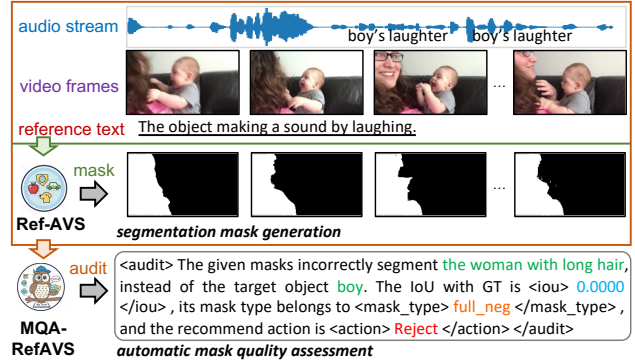 audio stream
boy's laughter boy's laughter
video frames
...
reference text The object making a sound by laughing.
mask
...
Ref-AVS
segmentation mask generation
audit
<audit> The given masks incorrectly segment the woman with long hair,
instead of the target object boy. The IoU with GT is <iou> 0.0000
</iou> , its mask type belongs to <mask_type> full_neg </mask_type> ,
and the recommend action is <action> Reject </action> </audit>
MQA-
RefAVS
automatic mask quality assessment